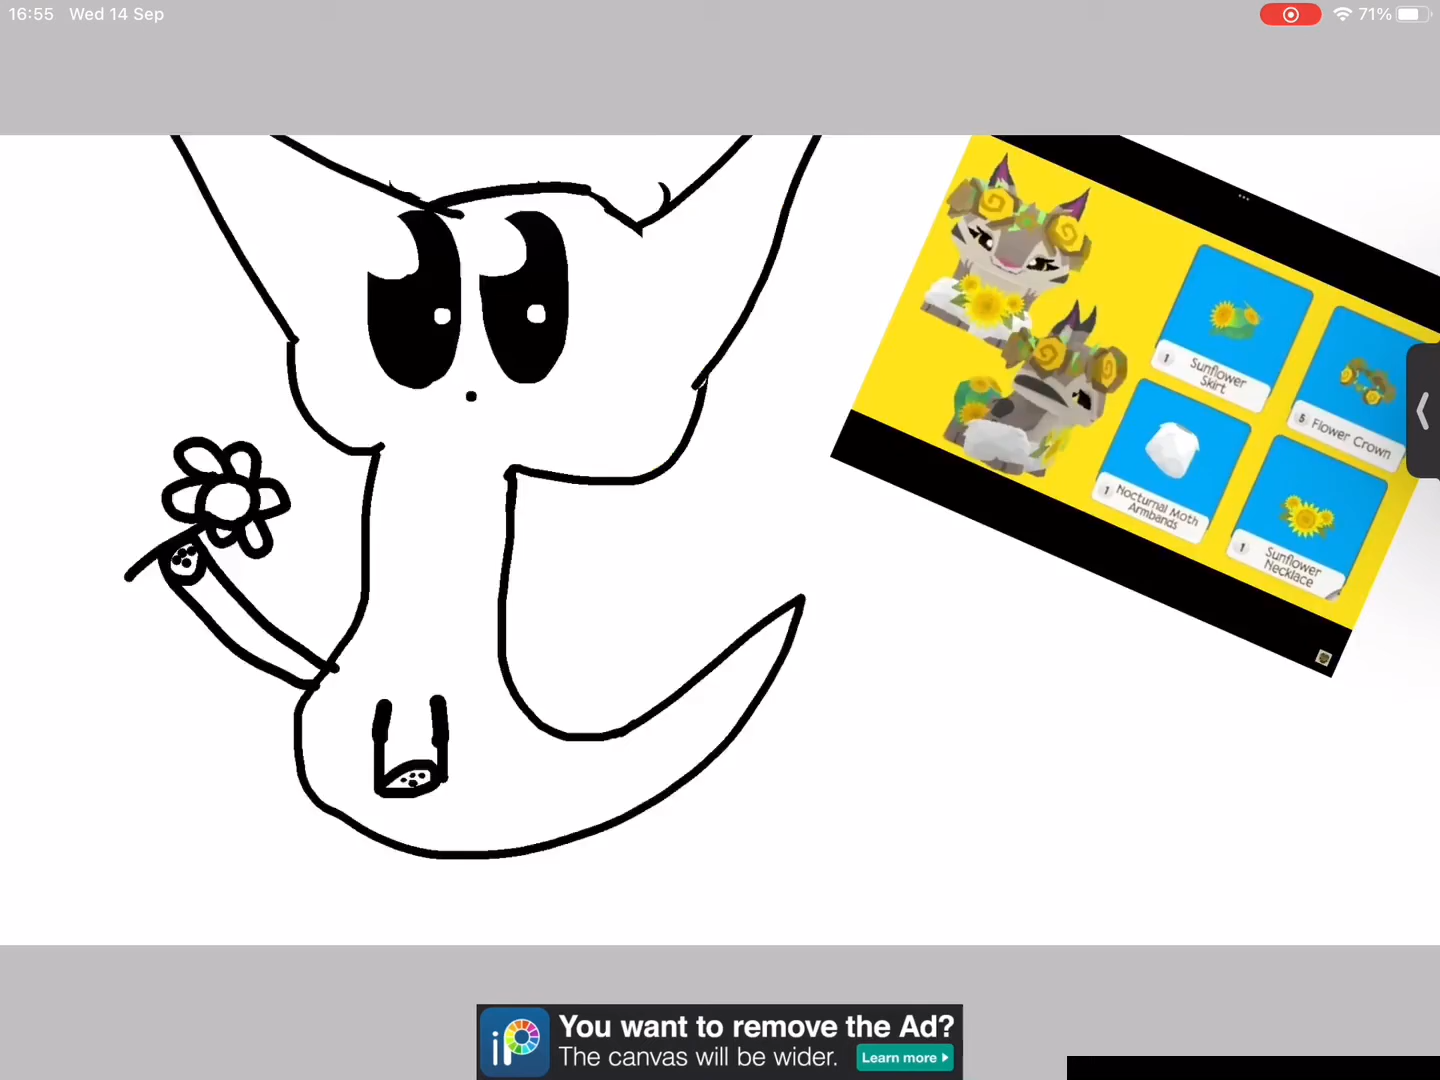 16:55 Wed 14 Sep
71%
1 Sunflower
Skirt
5 Flower Crown
1 Nocturnal Moth
Armbands
1 Sunflower
Necklace
iP
You want to remove the Ad?
The canvas will be wider.
Learn more